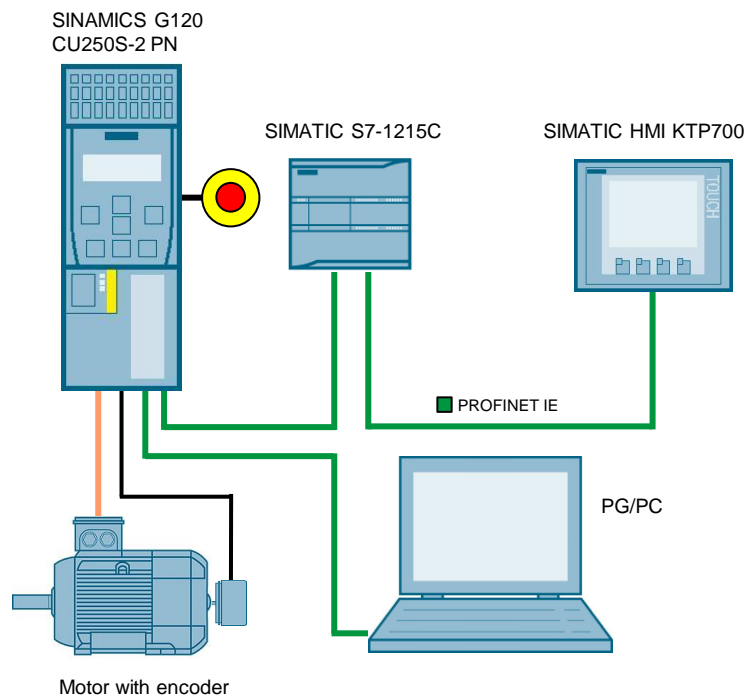 SINAMICS G120
CU250S-2 PN
SIMATIC S7-1215C
SIMATIC HMI KTP700
TOUCH
PROFINET IE
PG/PC
Motor with encoder